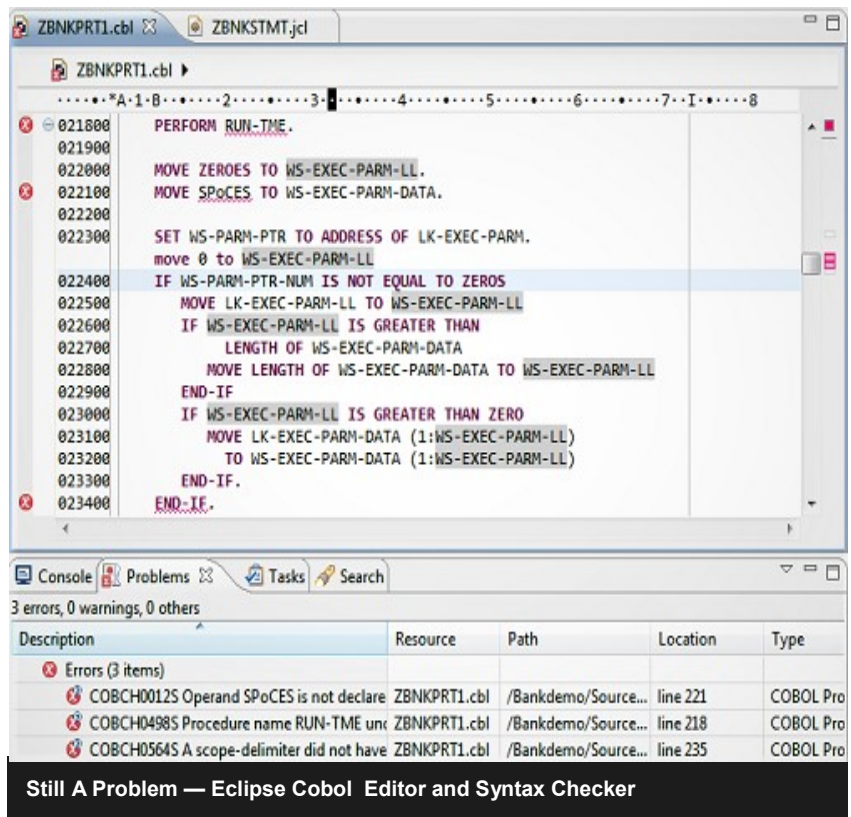 ZBNKPRT1.cbl ZBNKSTMT.jcl
ZBNKPRT1.cbl
*A·1·B 2 3 4 5 6 7 I 8
021800 PERFORM RUN-TME.
021900
022000 MOVE ZEROES TO WS-EXEC-PARM-LL.
022100 MOVE SPoCES TO WS-EXEC-PARM-DATA.
022200
022300 SET WS-PARM-PTR TO ADDRESS OF LK-EXEC-PARM.
move 0 to WS-EXEC-PARM-LL
022400 IF WS-PARM-PTR-NUM IS NOT EQUAL TO ZEROS
022500 MOVE LK-EXEC-PARM-LL TO WS-EXEC-PARM-LL
022600 IF WS-EXEC-PARM-LL IS GREATER THAN
022700 LENGTH OF WS-EXEC-PARM-DATA
022800 MOVE LENGTH OF WS-EXEC-PARM-DATA TO WS-EXEC-PARM-LL
022900 END-IF
023000 IF WS-EXEC-PARM-LL IS GREATER THAN ZERO
023100 MOVE LK-EXEC-PARM-DATA (1:WS-EXEC-PARM-LL)
023200 TO WS-EXEC-PARM-DATA (1:WS-EXEC-PARM-LL)
023300 END-IF.
023400 END-IF.
Console Problems Tasks Search
3 errors, 0 warnings, 0 others
Description Resource Path Location Type
Errors (3 items)
COBCH0012S Operand SPoCES is not declare ZBNKPRT1.cbl /Bankdemo/Source... line 221 COBOL Pro
COBCH0498S Procedure name RUN-TME und ZBNKPRT1.cbl /Bankdemo/Source... line 218 COBOL Pro
COBCH0564S A scope-delimiter did not have ZBNKPRT1.cbl /Bankdemo/Source... line 235 COBOL Pro
Still A Problem — Eclipse Cobol Editor and Syntax Checker